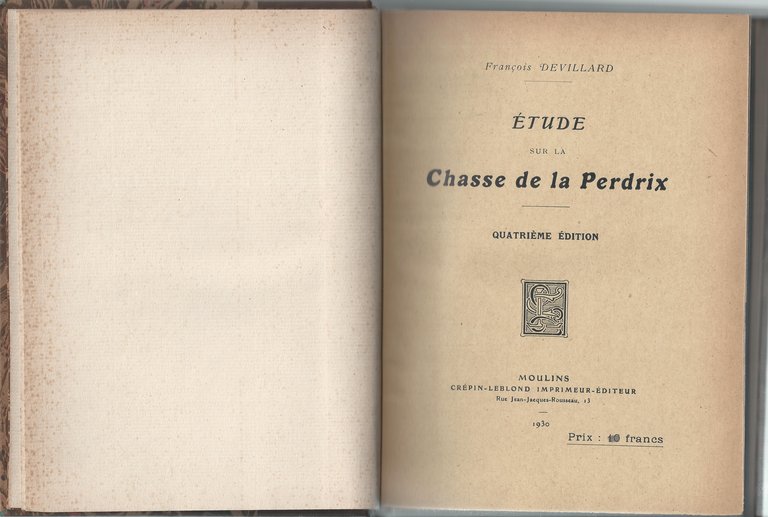 François DEVILLARD
ÉTUDE
SUR LA
Chasse de la Perdrix
QUATRIÈME ÉDITION
MOULINS
CRÉPIN-LEBLOND IMPRIMEUR-ÉDITEUR
Rue Jean-Jacques-Rousseau, 13
1930
Prix : francs